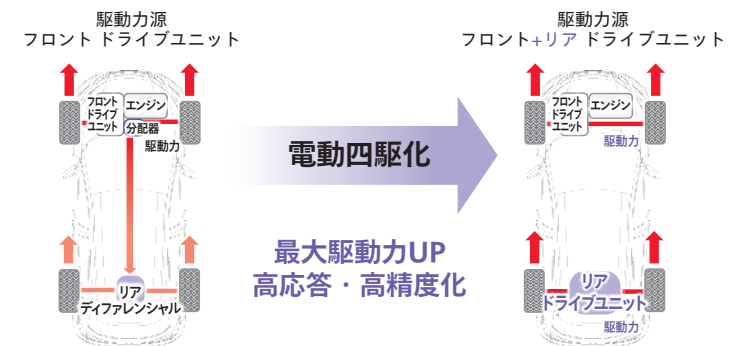 駆動力源
フロント ドライブユニット
フロント
ドライブ
ユニット
エンジン
分配器
駆動力
リア
ディファレンシャル
電動四駆化
最大駆動力UP
高応答・高精度化
駆動力源
フロント+リア ドライブユニット
フロント
ドライブ
ユニット
エンジン
駆動力
リア
ドライブユニット
駆動力